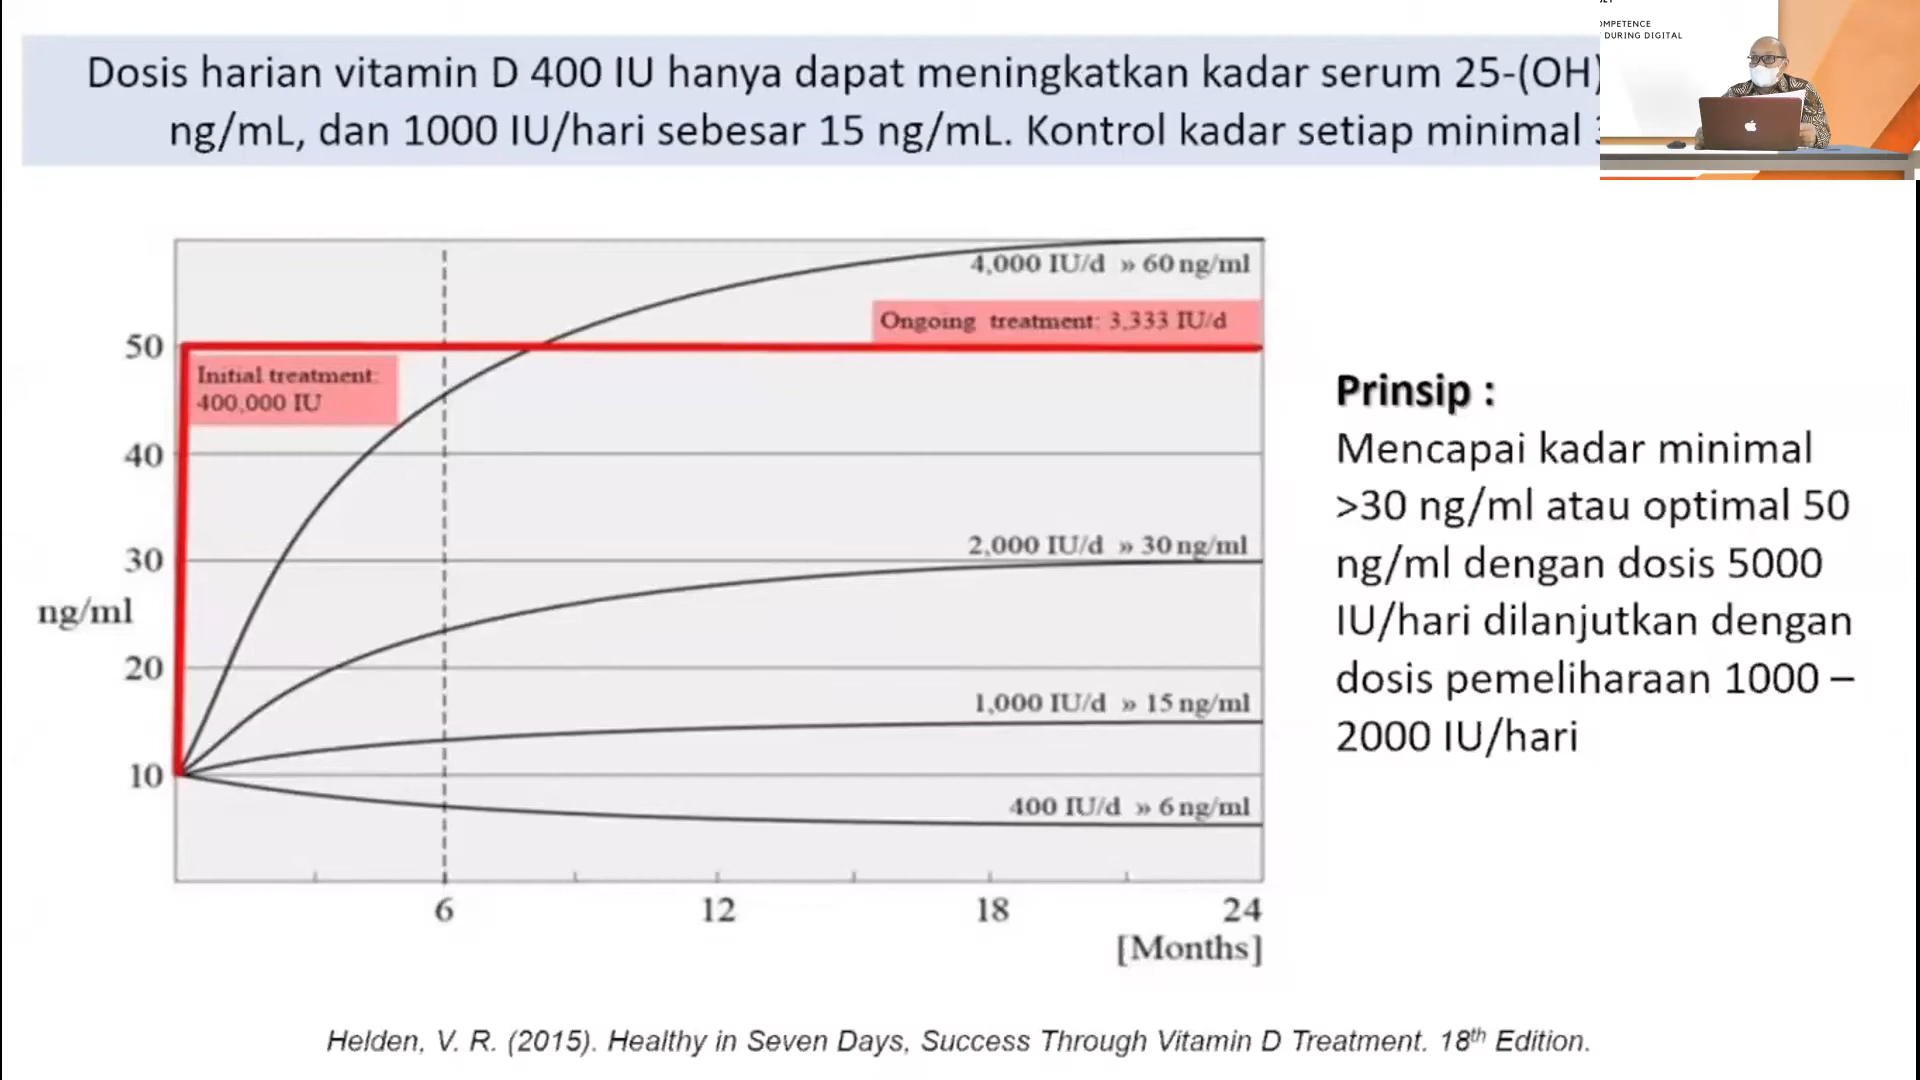 OMPETENCE
DURING DIGITAL
Dosis harian vitamin D 400 IU hanya dapat meningkatkan kadar serum 25-(OH)
ng/mL, dan 1000 IU/hari sebesar 15 ng/mL. Kontrol kadar setiap minimal
4,000 IU/d » 60 ng/ml
Ongoing treatment: 3,333 IU/d
50
Initial treatment:
400,000 IU
40
2,000 IU/d » 30 ng/ml
30
ng/ml
20
1,000 IU/d » 15 ng/ml
10
400 IU/d » 6 ng/ml
6 12 18 24
[Months]
Prinsip :
Mencapai kadar minimal
>30 ng/ml atau optimal 50
ng/ml dengan dosis 5000
IU/hari dilanjutkan dengan
dosis pemeliharaan 1000 –
2000 IU/hari
Helden, V. R. (2015). Healthy in Seven Days, Success Through Vitamin D Treatment. 18th Edition.